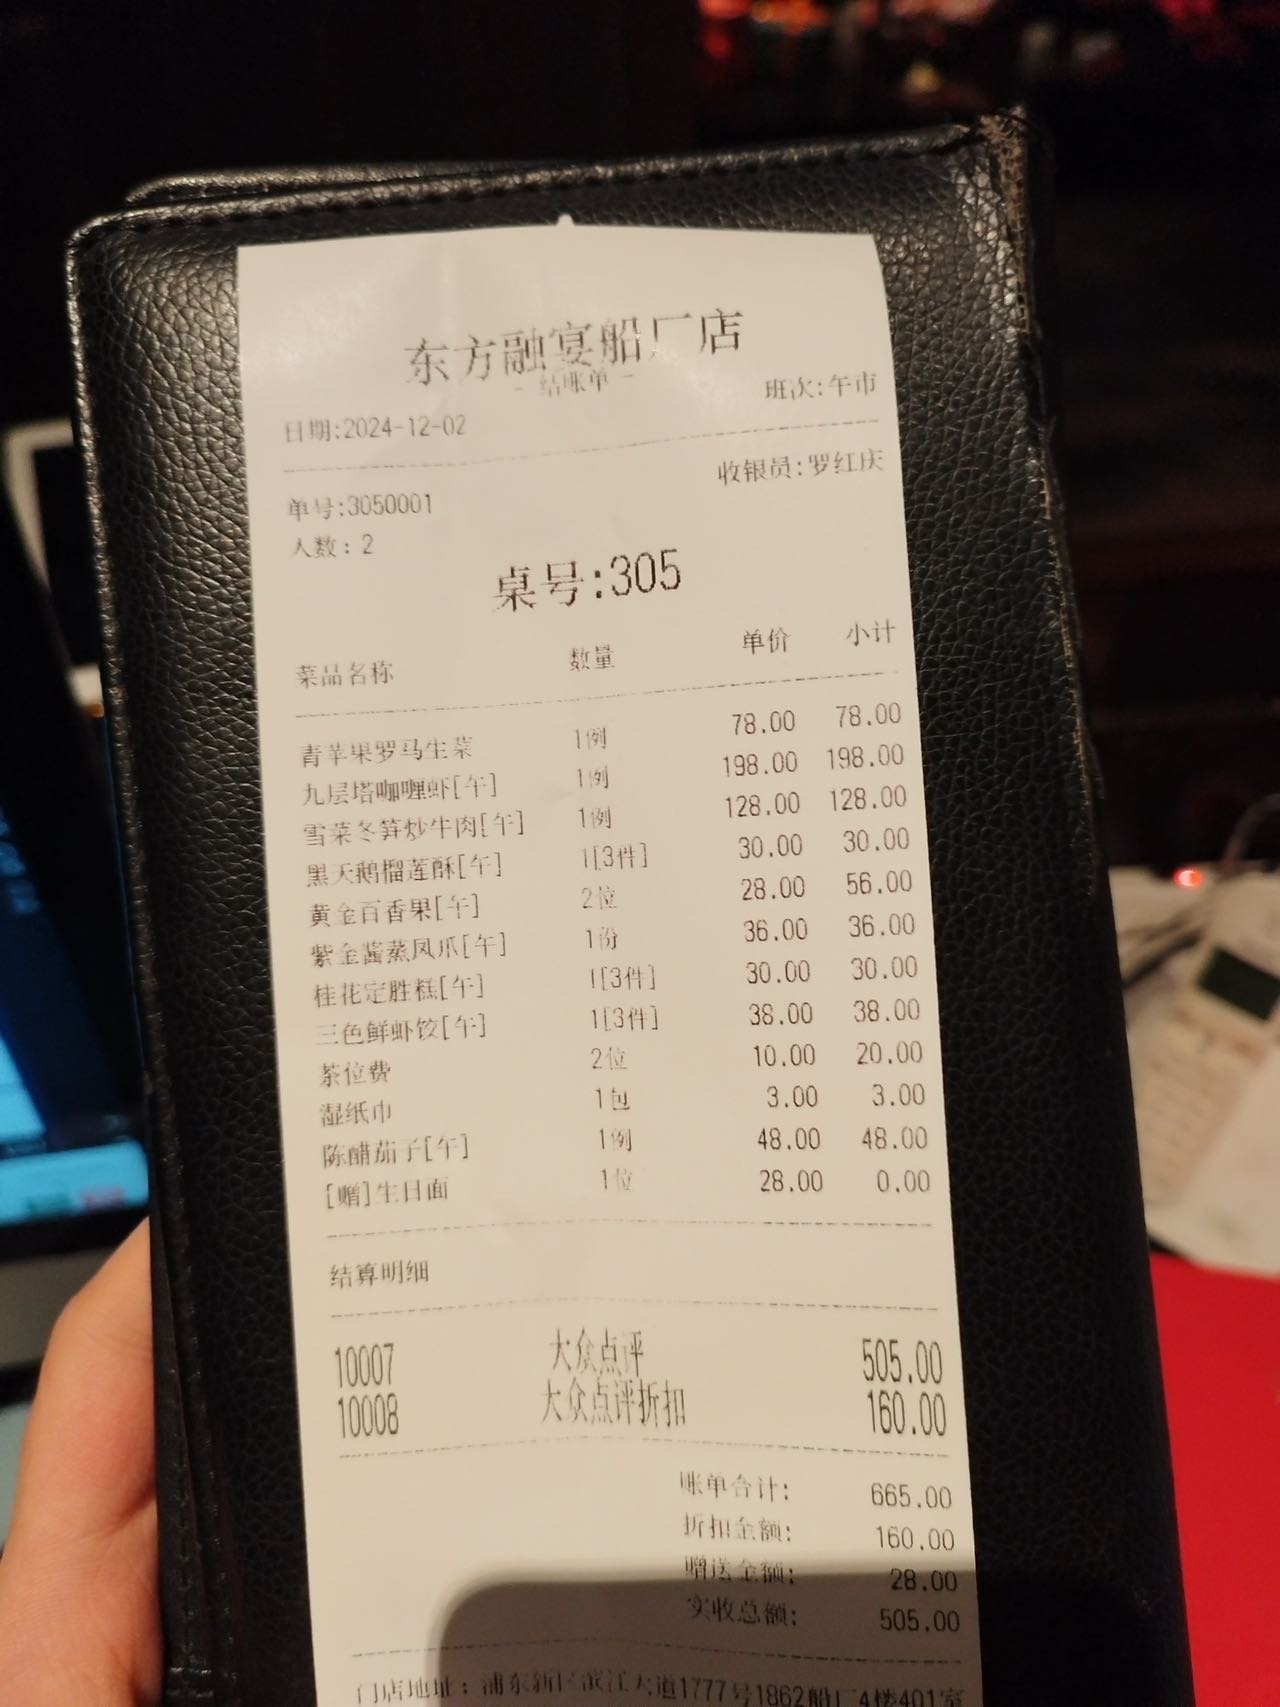 东方融宴船厂店
- 结账单 -
日期:2024-12-02 班次:午市
单号:3050001 收银员:罗红庆
人数: 2
桌号:305
菜品名称 数量 单价 小计
青苹果罗马生菜 1例 78.00 78.00
九层塔咖喱虾[午] 1例 198.00 198.00
雪菜冬笋炒牛肉[午] 1例 128.00 128.00
黑天鹅榴莲酥[午] 1[3件] 30.00 30.00
黄金百香果[午] 2位 28.00 56.00
紫金酱蒸凤爪[午] 1份 36.00 36.00
桂花定胜糕[午] 1[3件] 30.00 30.00
三色鲜虾饺[午] 1[3件] 38.00 38.00
茶位费 2位 10.00 20.00
湿纸巾 1包 3.00 3.00
陈醋茄子[午] 1例 48.00 48.00
[赠]生日面 1位 28.00 0.00
结算明细
10007 大众点评 505.00
10008 大众点评折扣 160.00
账单合计: 665.00
折扣金额: 160.00
赠送金额: 28.00
实收总额: 505.00
门店地址: 浦东新区滨江大道1777号1862船厂4楼401室